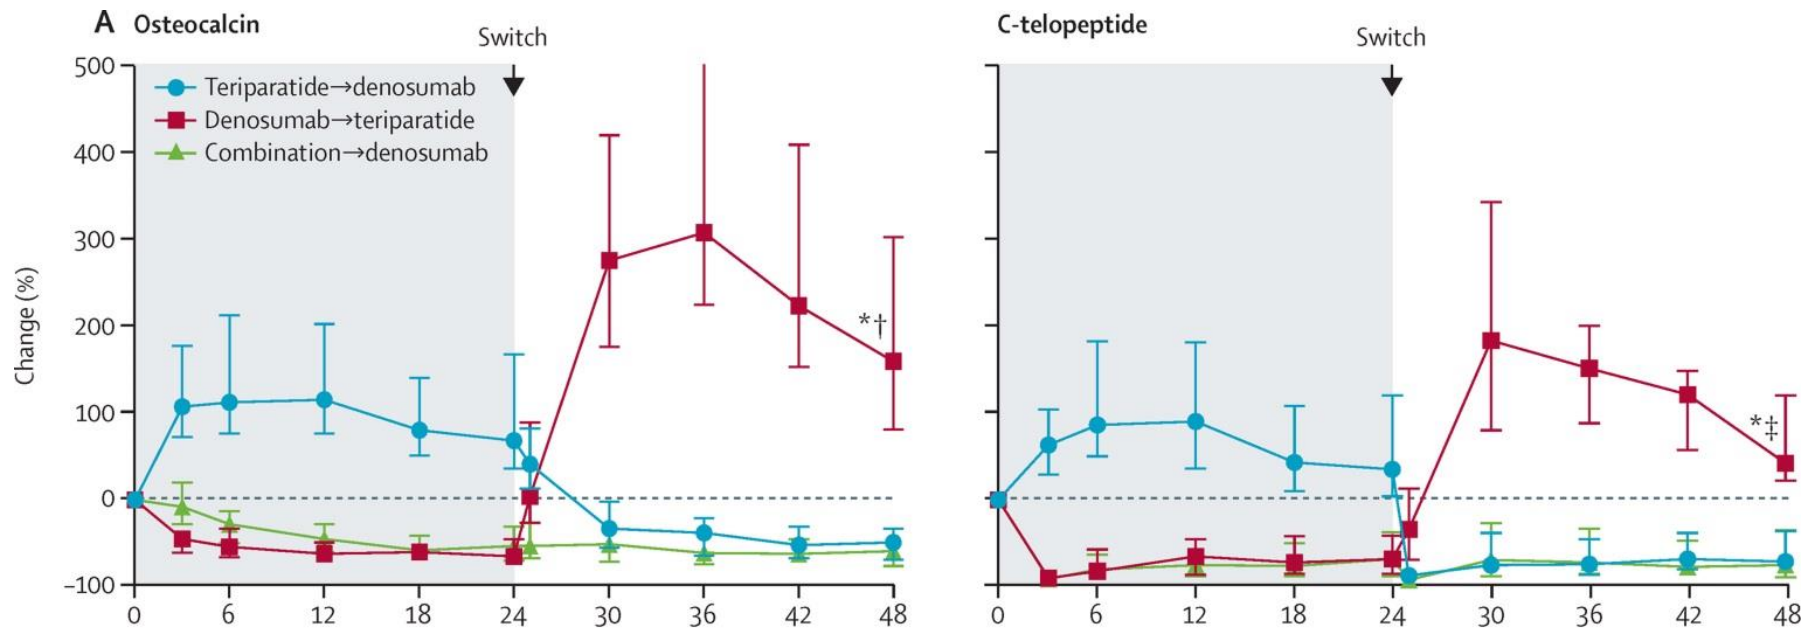 A Osteocalcin
Switch
500
400
300
200
100
0
–100
Change (%)
Teriparatide→denosumab
Denosumab→teriparatide
Combination→denosumab
*†
0 6 12 18 24 30 36 42 48
C-telopeptide
Switch
*‡
0 6 12 18 24 30 36 42 48